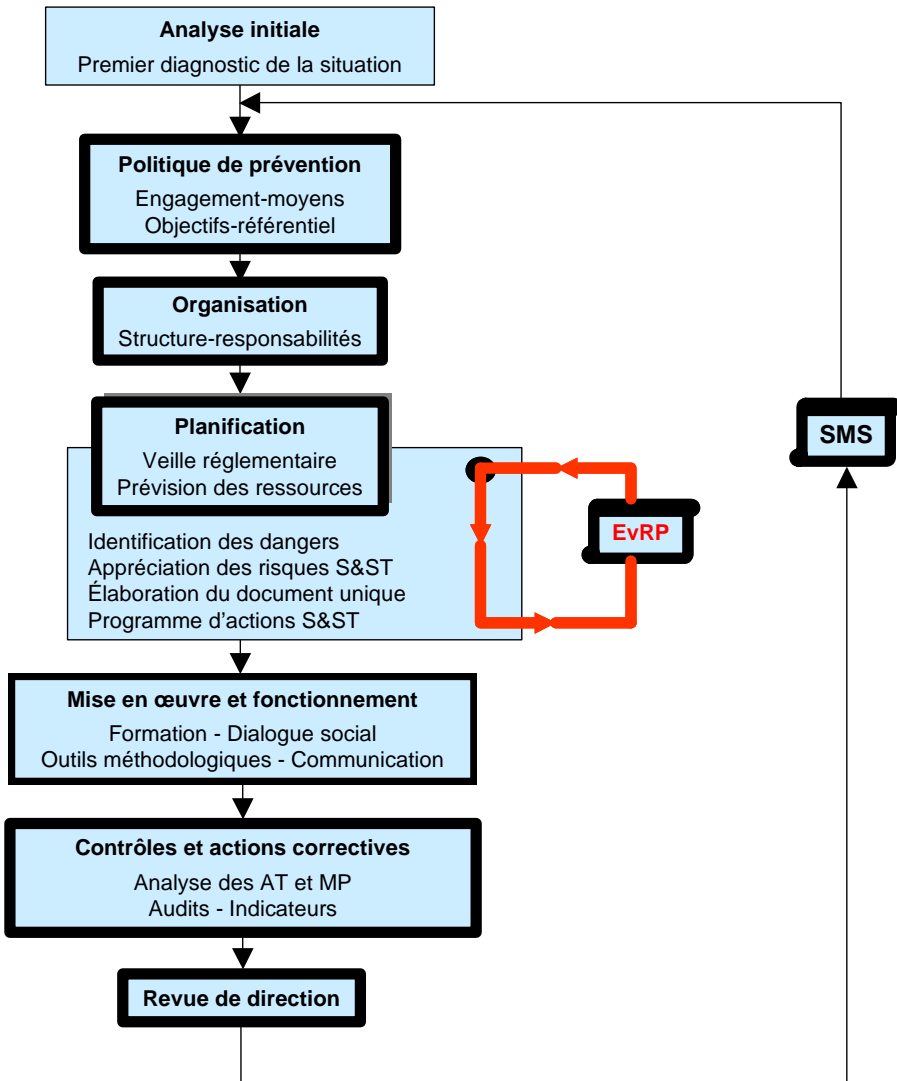 Analyse initiale
Premier diagnostic de la situation
Politique de prévention
Engagement-moyens
Objectifs-référentiel
Organisation
Structure-responsabilités
Planification
Veille réglementaire
Prévision des ressources
SMS
EvRP
Identification des dangers
Appréciation des risques S&ST
Élaboration du document unique
Programme d’actions S&ST
Mise en œuvre et fonctionnement
Formation - Dialogue social
Outils méthodologiques - Communication
Contrôles et actions correctives
Analyse des AT et MP
Audits - Indicateurs
Revue de direction